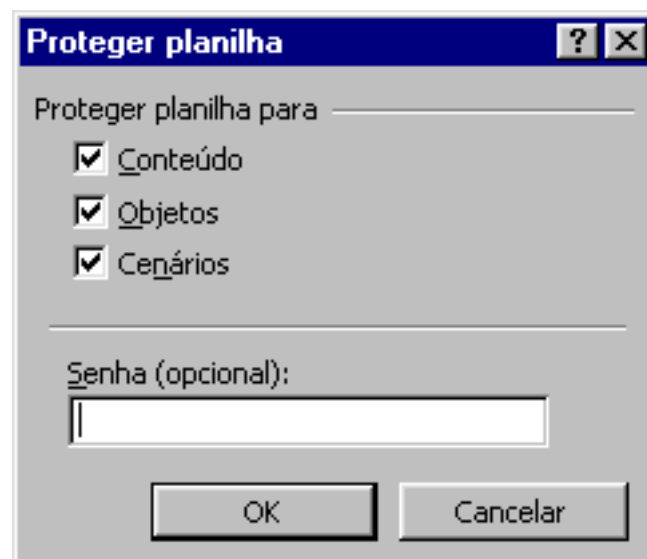 Proteger planilha
Proteger planilha para
Conteúdo
Objetos
Cenários
Senha (opcional):
OK Cancelar